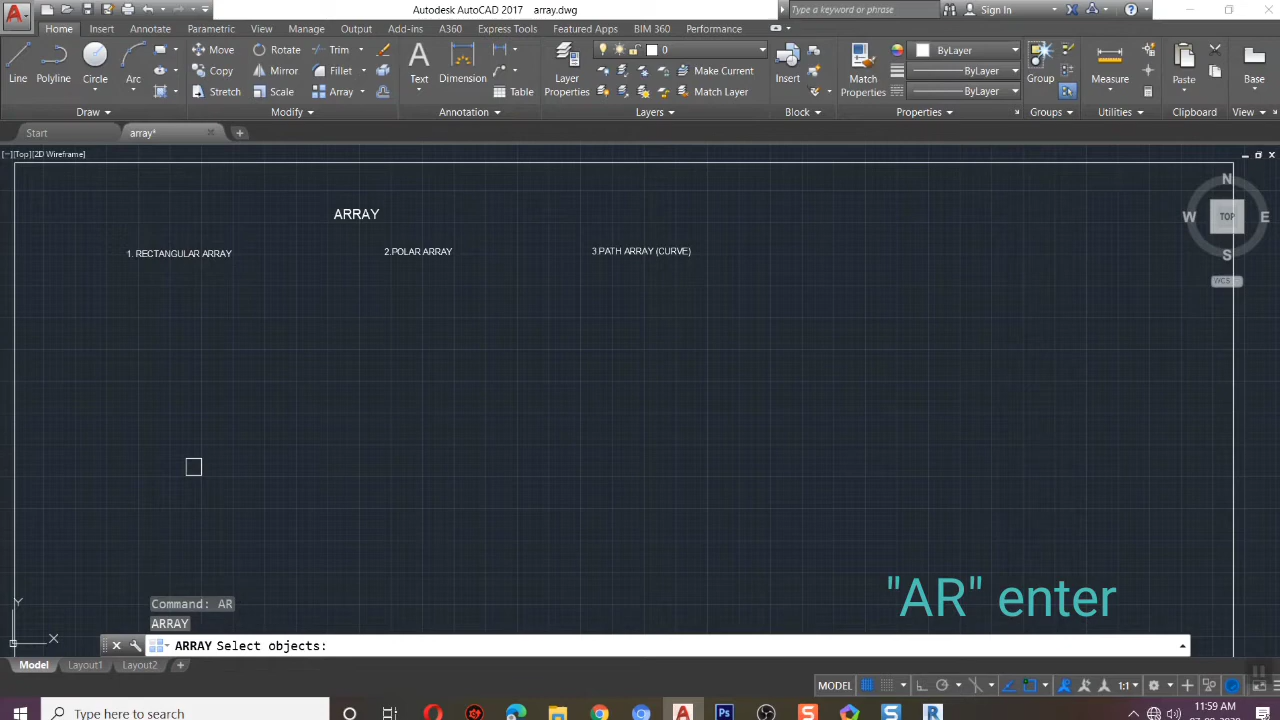 Autodesk AutoCAD 2017 array.dwg
Type a keyword or phrase
Sign In
Home Insert Annotate Parametric View Manage Output Add-ins A360 Express Tools Featured Apps BIM 360 Performance
Line Polyline Circle Arc
Move Rotate Trim
Copy Mirror Fillet
Stretch Scale Array
Text Dimension Table
Layer Properties
0
Make Current
Match Layer
Insert
Match Properties
ByLayer
ByLayer
ByLayer
Group Measure Paste Base
Draw Modify Annotation Layers Block Properties Groups Utilities Clipboard View
Start array*
[−][Top][2D Wireframe]
ARRAY
1. RECTANGULAR ARRAY 2.POLAR ARRAY 3.PATH ARRAY (CURVE)
N
W TOP E
S
WCS
"AR" enter
Command: AR
ARRAY
Y
X
ARRAY Select objects:
Model Layout1 Layout2 +
MODEL 1:1
Type here to search
11:59 AM